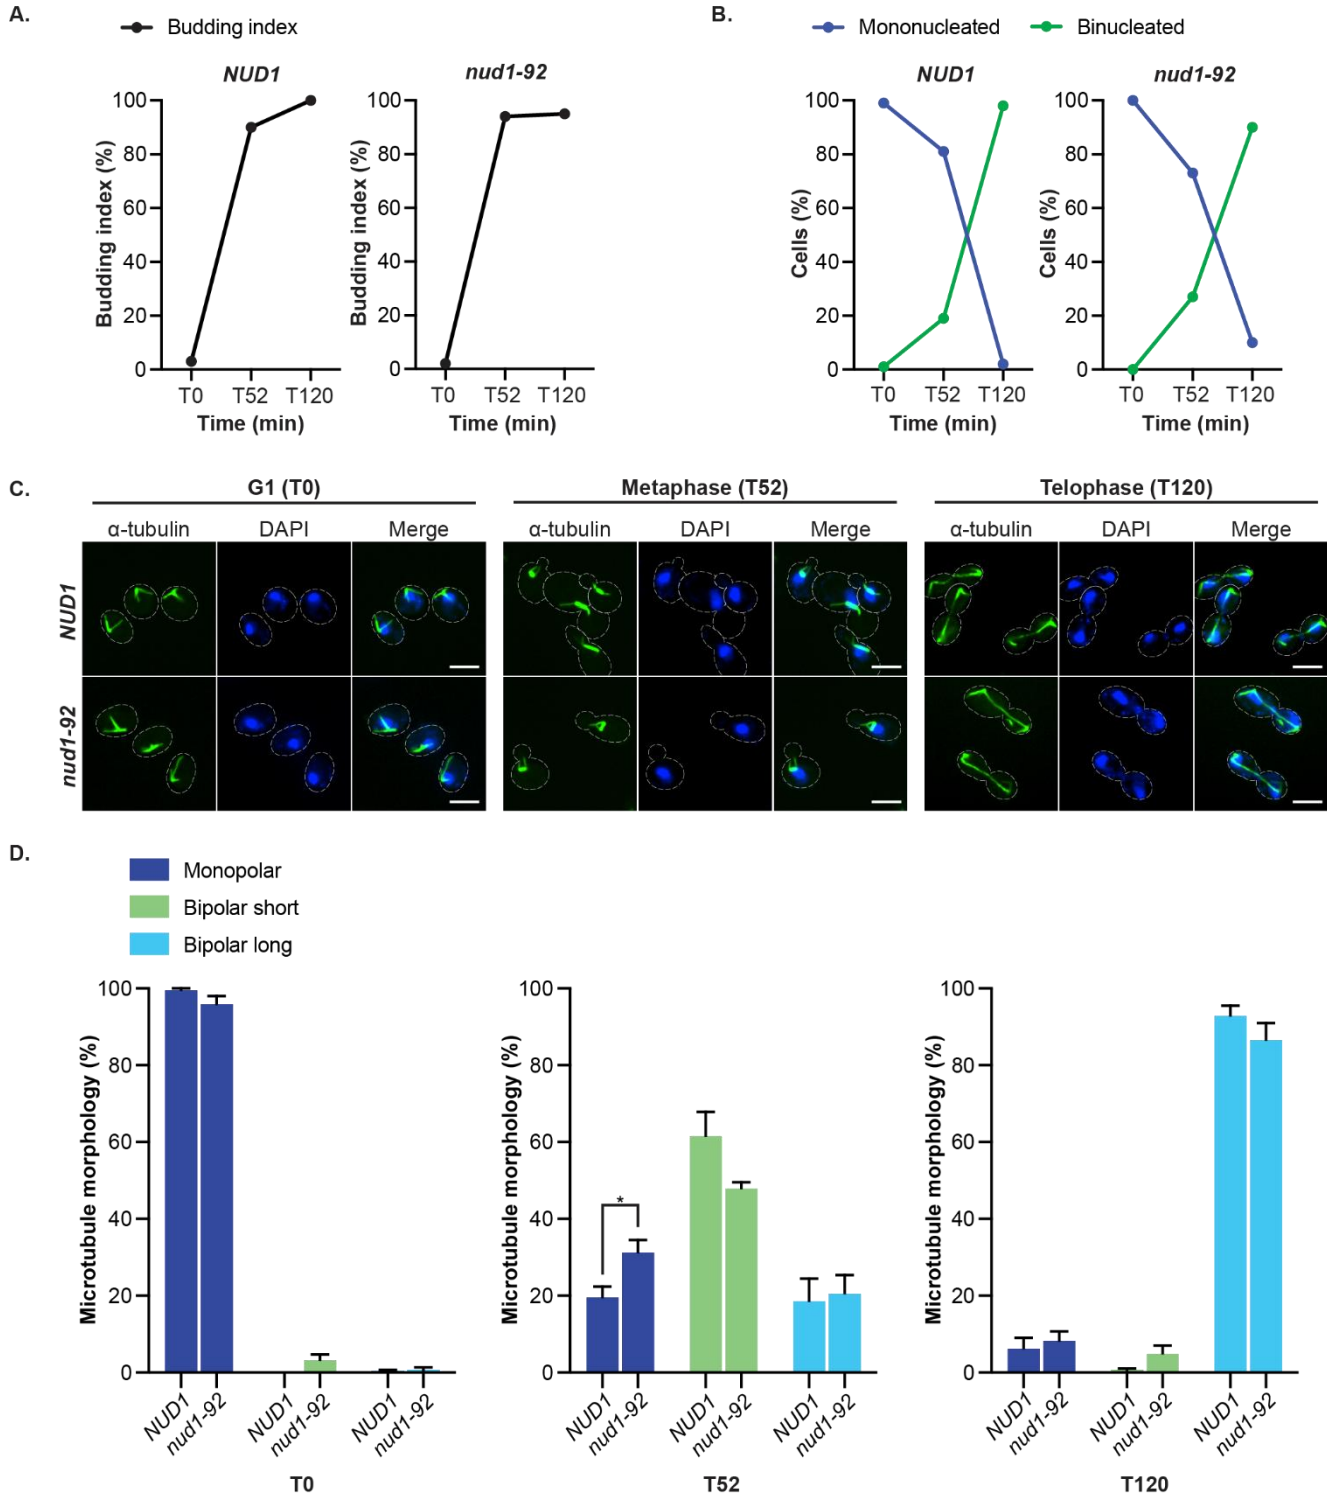 A.
Budding index
NUD1
nud1-92
Budding index (%)
100
80
60
40
20
0
T0 T52 T120
Time (min)
Budding index (%)
100
80
60
40
20
0
T0 T52 T120
Time (min)
B.
Mononucleated
Binucleated
NUD1
nud1-92
Cells (%)
100
80
60
40
20
0
T0 T52 T120
Time (min)
Cells (%)
100
80
60
40
20
0
T0 T52 T120
Time (min)
C.
G1 (T0)
Metaphase (T52)
Telophase (T120)
α-tubulin DAPI Merge
α-tubulin DAPI Merge
α-tubulin DAPI Merge
NUD1
nud1-92
D.
Monopolar
Bipolar short
Bipolar long
Microtubule morphology (%)
100
80
60
40
20
0
NUD1 nud1-92 NUD1 nud1-92 NUD1 nud1-92
T0
Microtubule morphology (%)
100
80
60
40
20
0
*
NUD1 nud1-92 NUD1 nud1-92 NUD1 nud1-92
T52
Microtubule morphology (%)
100
80
60
40
20
0
NUD1 nud1-92 NUD1 nud1-92 NUD1 nud1-92
T120